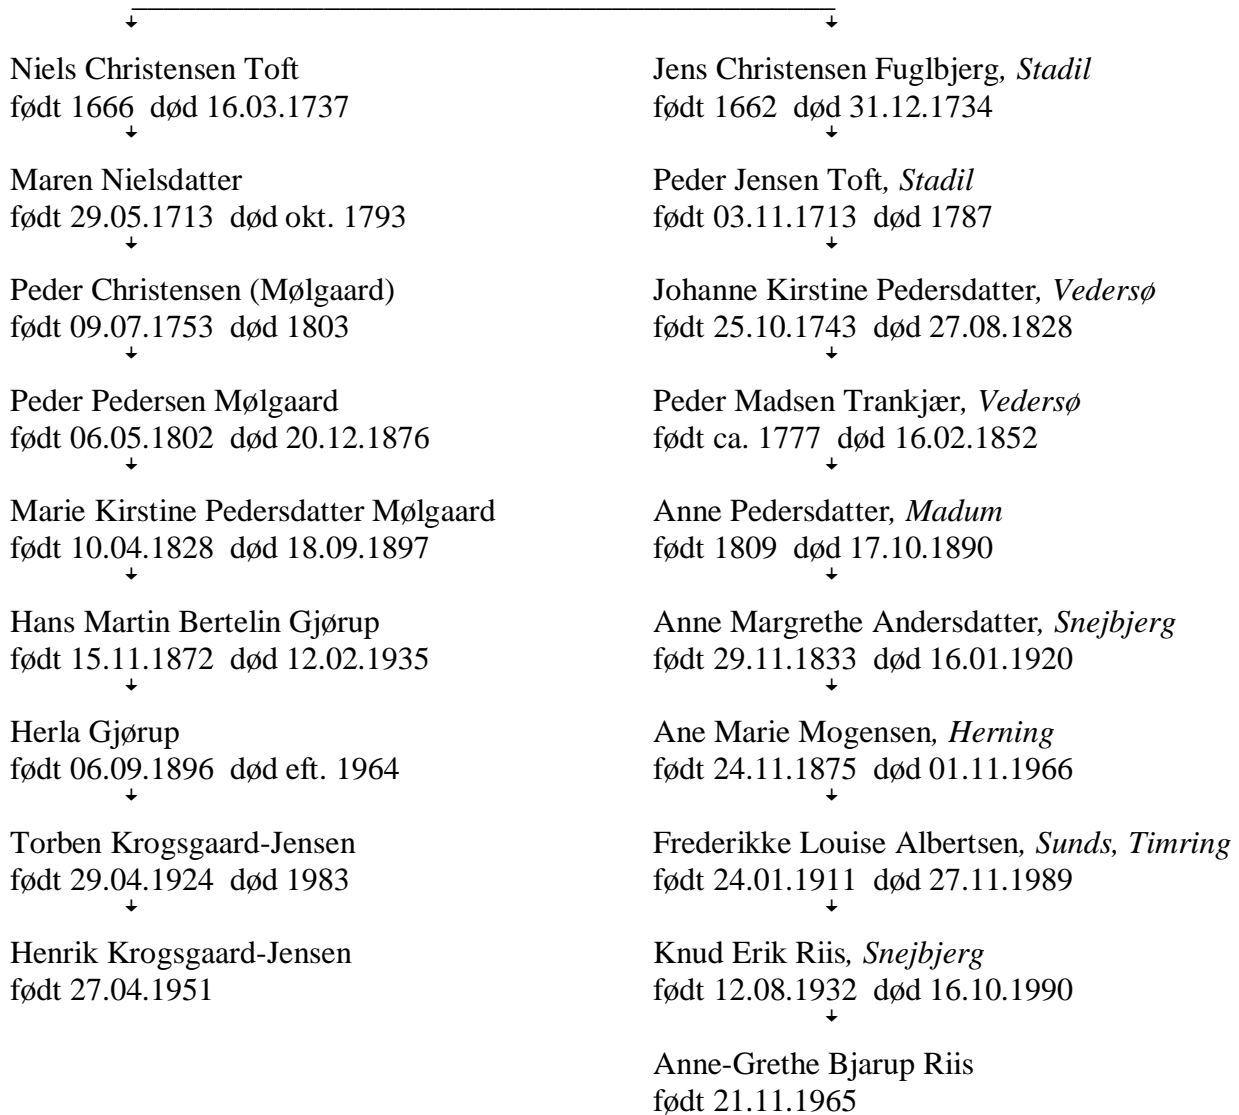 Niels Christensen Toft
født 1666  død 16.03.1737
Maren Nielsdatter
født 29.05.1713  død okt. 1793
Peder Christensen (Mølgaard)
født 09.07.1753  død 1803
Peder Pedersen Mølgaard
født 06.05.1802  død 20.12.1876
Marie Kirstine Pedersdatter Mølgaard
født 10.04.1828  død 18.09.1897
Hans Martin Bertelin Gjørup
født 15.11.1872  død 12.02.1935
Herla Gjørup
født 06.09.1896  død eft. 1964
Torben Krogsgaard-Jensen
født 29.04.1924  død 1983
Henrik Krogsgaard-Jensen
født 27.04.1951
Jens Christensen Fuglbjerg, Stadil
født 1662  død 31.12.1734
Peder Jensen Toft, Stadil
født 03.11.1713  død 1787
Johanne Kirstine Pedersdatter, Vedersø
født 25.10.1743  død 27.08.1828
Peder Madsen Trankjær, Vedersø
født ca. 1777  død 16.02.1852
Anne Pedersdatter, Madum
født 1809  død 17.10.1890
Anne Margrethe Andersdatter, Snejbjerg
født 29.11.1833  død 16.01.1920
Ane Marie Mogensen, Herning
født 24.11.1875  død 01.11.1966
Frederikke Louise Albertsen, Sunds, Timring
født 24.01.1911  død 27.11.1989
Knud Erik Riis, Snejbjerg
født 12.08.1932  død 16.10.1990
Anne-Grethe Bjarup Riis
født 21.11.1965